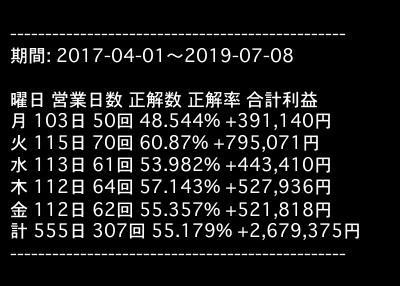 ------------------------------------------------
期間: 2017-04-01〜2019-07-08
曜日 営業日数 正解数 正解率 合計利益
月 103日 50回 48.544% +391,140円
火 115日 70回 60.87% +795,071円
水 113日 61回 53.982% +443,410円
木 112日 64回 57.143% +527,936円
金 112日 62回 55.357% +521,818円
計 555日 307回 55.179% +2,679,375円
------------------------------------------------